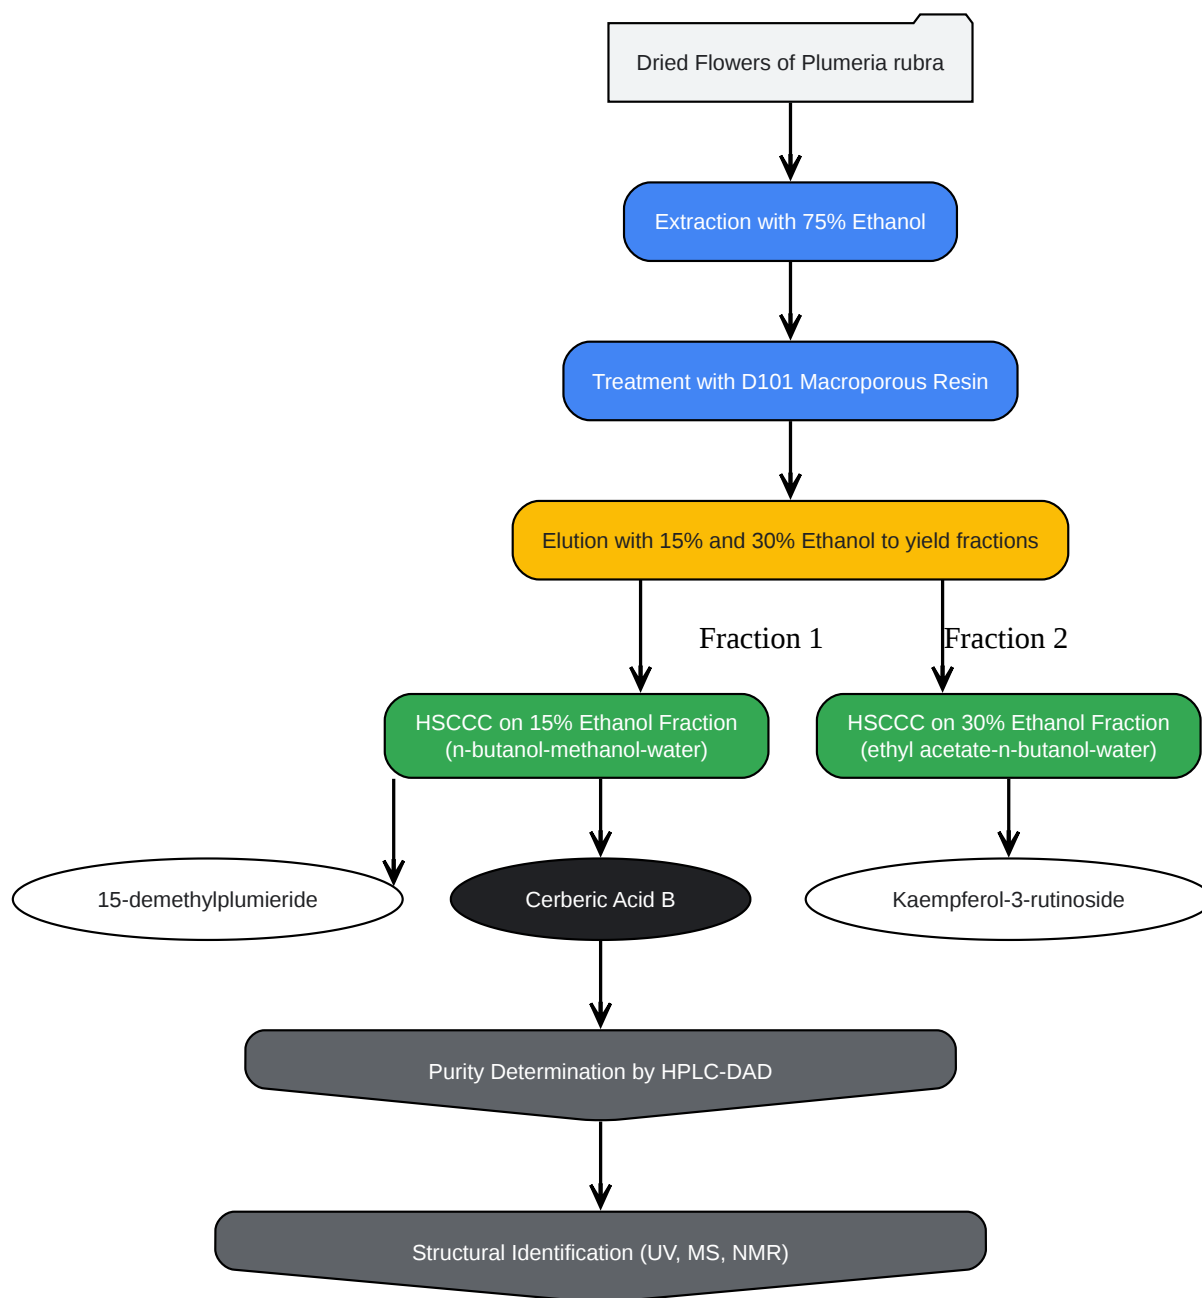 Dried Flowers of Plumeria rubra
Extraction with 75% Ethanol
Treatment with D101 Macroporous Resin
Elution with 15% and 30% Ethanol to yield fractions
Fraction 1
Fraction 2
HSCCC on 15% Ethanol Fraction
(n-butanol-methanol-water)
HSCCC on 30% Ethanol Fraction
(ethyl acetate-n-butanol-water)
15-demethylplumieride
Cerberic Acid B
Kaempferol-3-rutinoside
Purity Determination by HPLC-DAD
Structural Identification (UV, MS, NMR)